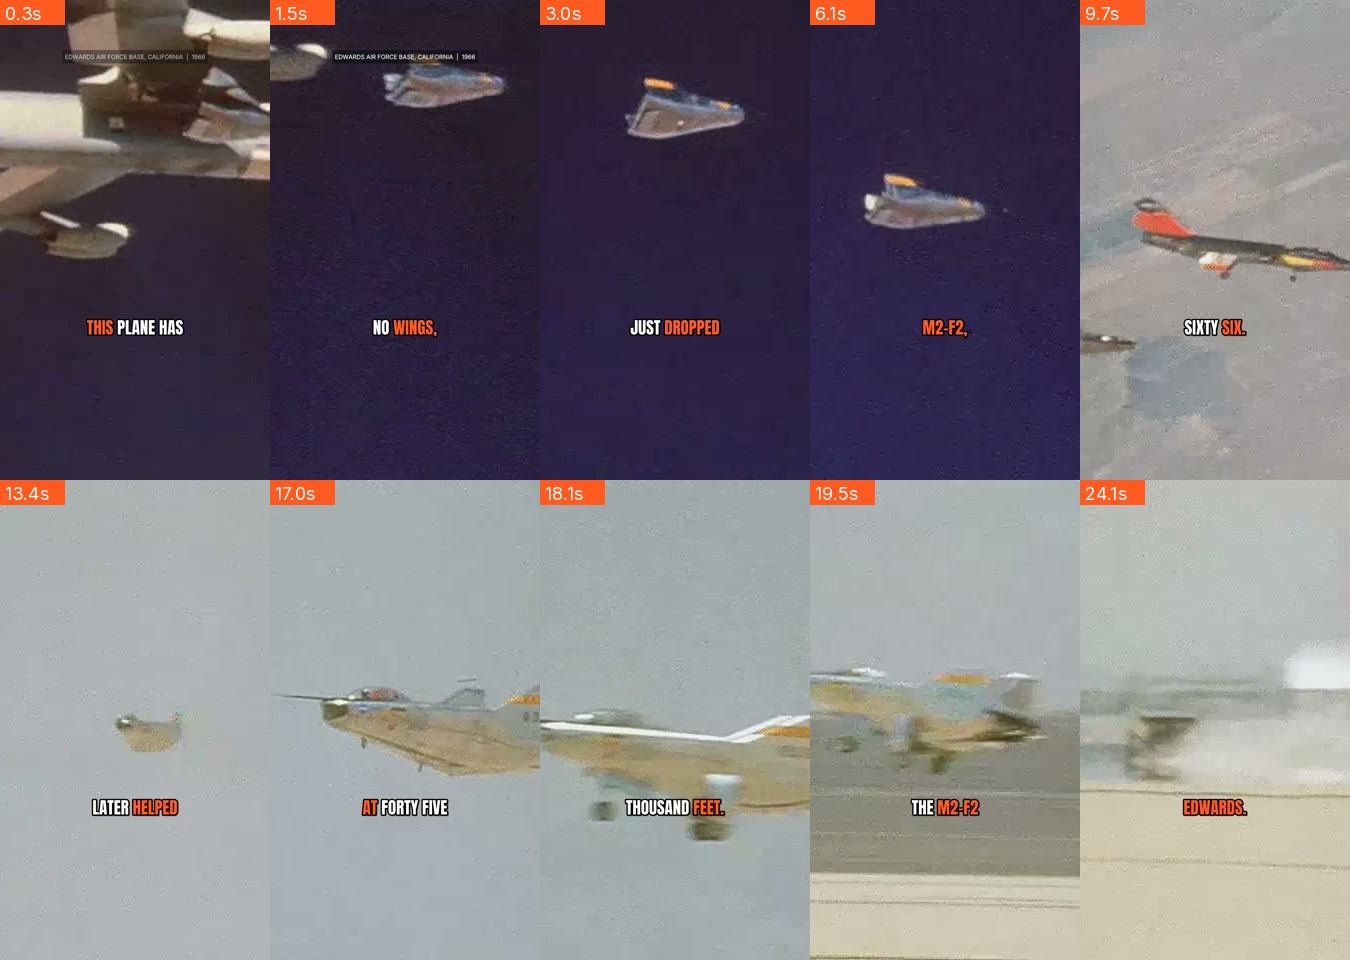 0.3s
EDWARDS AIR FORCE BASE, CALIFORNIA | 1966
THIS PLANE HAS
1.5s
EDWARDS AIR FORCE BASE, CALIFORNIA | 1966
NO WINGS,
3.0s
JUST DROPPED
6.1s
M2-F2,
9.7s
SIXTY SIX.
13.4s
LATER HELPED
17.0s
AT FORTY FIVE
18.1s
THOUSAND FEET.
19.5s
THE M2-F2
24.1s
EDWARDS.